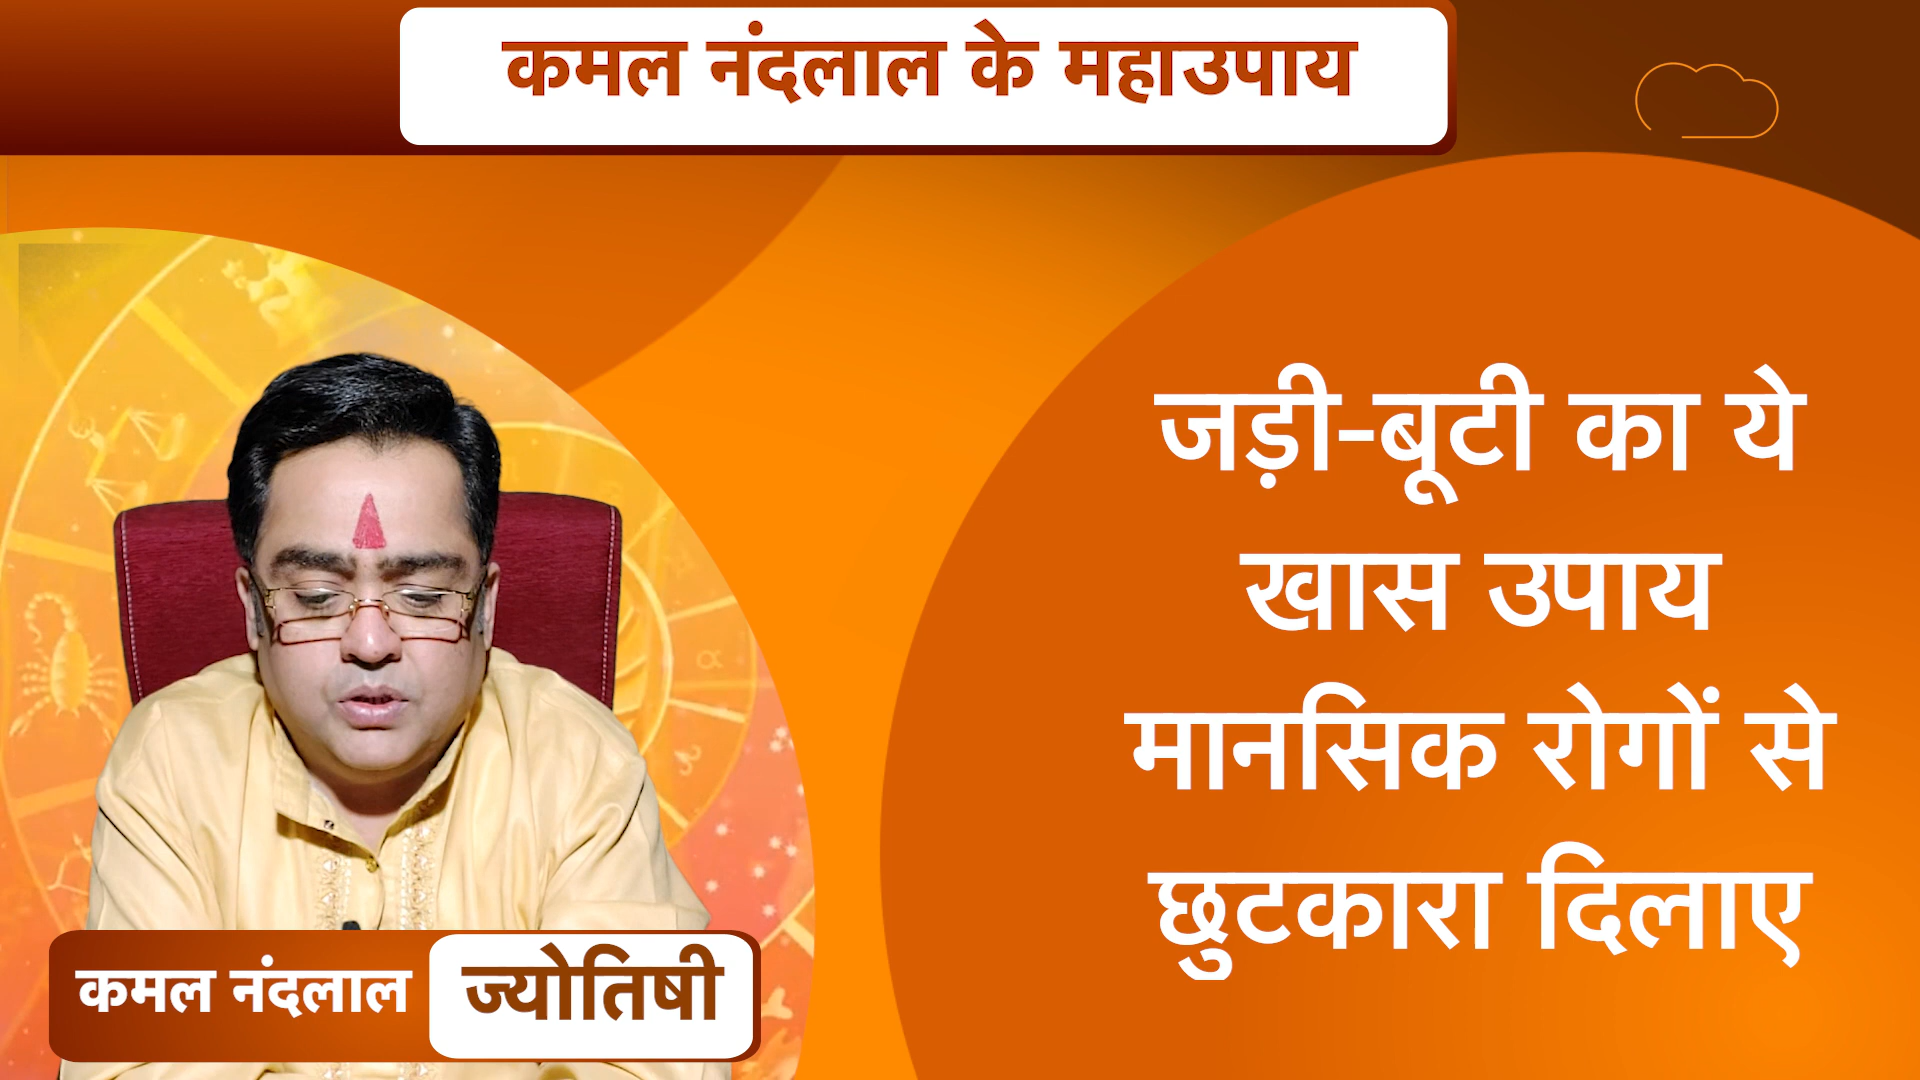 कमल नंदलाल के महाउपाय
जड़ी-बूटी का ये
खास उपाय
मानसिक रोगों से
छुटकारा दिलाए
कमल नंदलाल ज्योतिषी